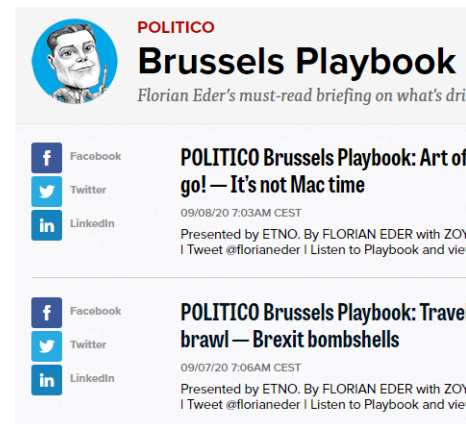 POLITICO
Brussels Playbook
Florian Eder's must-read briefing on what's dri
Facebook
Twitter
LinkedIn
POLITICO Brussels Playbook: Art of
go! — It's not Mac time
09/08/20 7:03AM CEST
Presented by ETNO. By FLORIAN EDER with ZOY
| Tweet @florianeder | Listen to Playbook and vie
Facebook
Twitter
LinkedIn
POLITICO Brussels Playbook: Trave
brawl — Brexit bombshells
09/07/20 7:06AM CEST
Presented by ETNO. By FLORIAN EDER with ZOY
| Tweet @florianeder | Listen to Playbook and vie